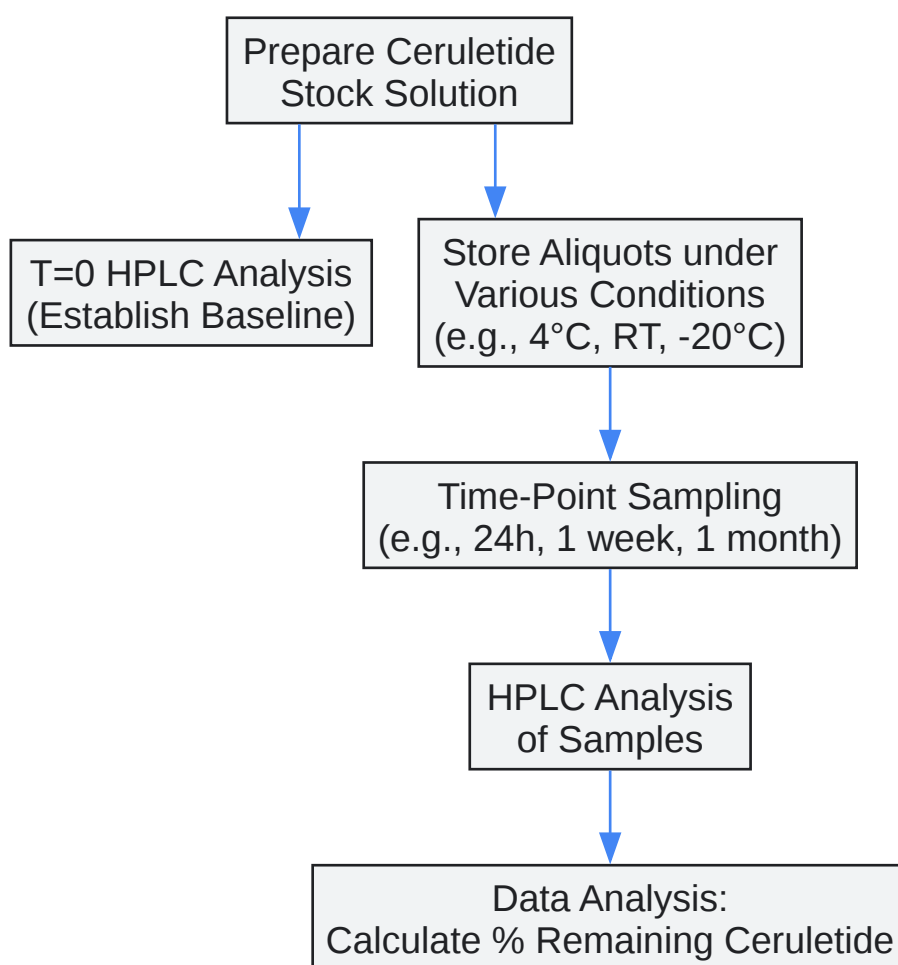 Prepare Ceruletide
Stock Solution
T=0 HPLC Analysis
(Establish Baseline)
Store Aliquots under
Various Conditions
(e.g., 4°C, RT, -20°C)
Time-Point Sampling
(e.g., 24h, 1 week, 1 month)
HPLC Analysis
of Samples
Data Analysis:
Calculate % Remaining Ceruletide